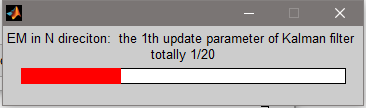 EM in N direciton:  the 1th update parameter of Kalman filter
totally 1/20